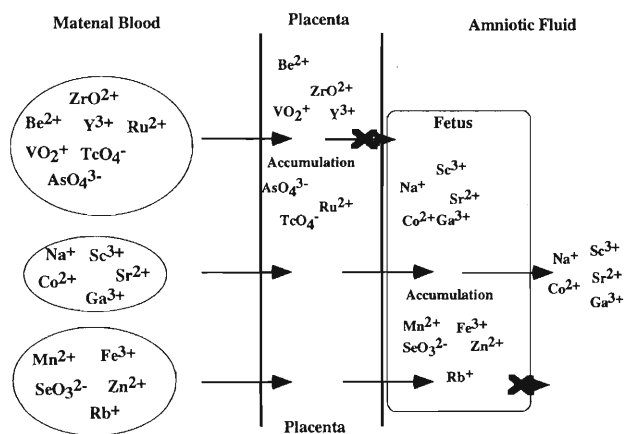 Matenal Blood
Placenta
Amniotic Fluid
ZrO²⁺
Be²⁺ Y³⁺ Ru²⁺
VO₂⁺ TcO₄⁻
AsO₄³⁻
Na⁺ Sc³⁺
Co²⁺ Sr²⁺
Ga³⁺
Mn²⁺ Fe³⁺
SeO₃²⁻ Zn²⁺
Rb⁺
Be²⁺
ZrO²⁺
VO₂⁺ Y³⁺
Accumulation
AsO₄³⁻
Ru²⁺
TcO₄⁻
Placenta
Fetus
Sc³⁺
Na⁺
Sr²⁺
Co²⁺ Ga³⁺
Accumulation
Mn²⁺ Fe³⁺
SeO₃²⁻ Zn²⁺
Rb⁺
Na⁺ Sc³⁺
Co²⁺ Sr²⁺
Ga³⁺